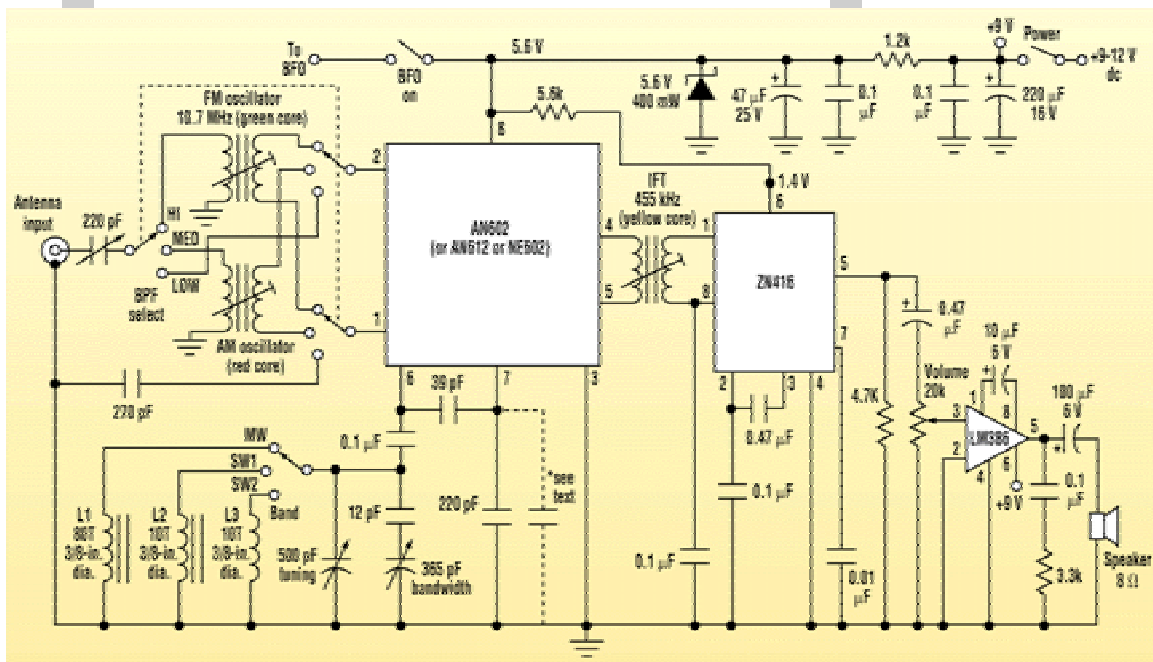 To
BFO
BFO
on
5.6 V
5.6k
5.6 V
400 mW
+
47 µF
25 V
0.1
µF
1.2k
0.1
µF
+9 V
Power
+9-12 V
dc
+
220 µF
16 V
FM oscillator
10.7 MHz (green core)
8
2
Antenna
input
220 pF
HI
MED
LOW
BPF
select
AM oscillator
(red core)
270 pF
1
AN602
(or AN612 or NE602)
4
5
IFT
455 kHz
(yellow core)
1.4 V
6
1
8
ZN416
5
7
6
39 pF
7
3
2
3
4
0.47 µF
0.1 µF
0.1 µF
0.01
µF
4.7K
+
0.47
µF
Volume
20k
10 µF
6 V
+
1
8
3
2
LM386
5
6
4
+9 V
180 µF
6 V
+
0.1
µF
3.3k
Speaker
8 Ω
0.1 µF
MW
SW1
SW2
Band
12 pF
220 pF
*see
text
L1
80T
3/8-in.
dia.
L2
10T
3/8-in.
dia.
L3
10T
3/8-in.
dia.
500 pF
tuning
365 pF
bandwidth